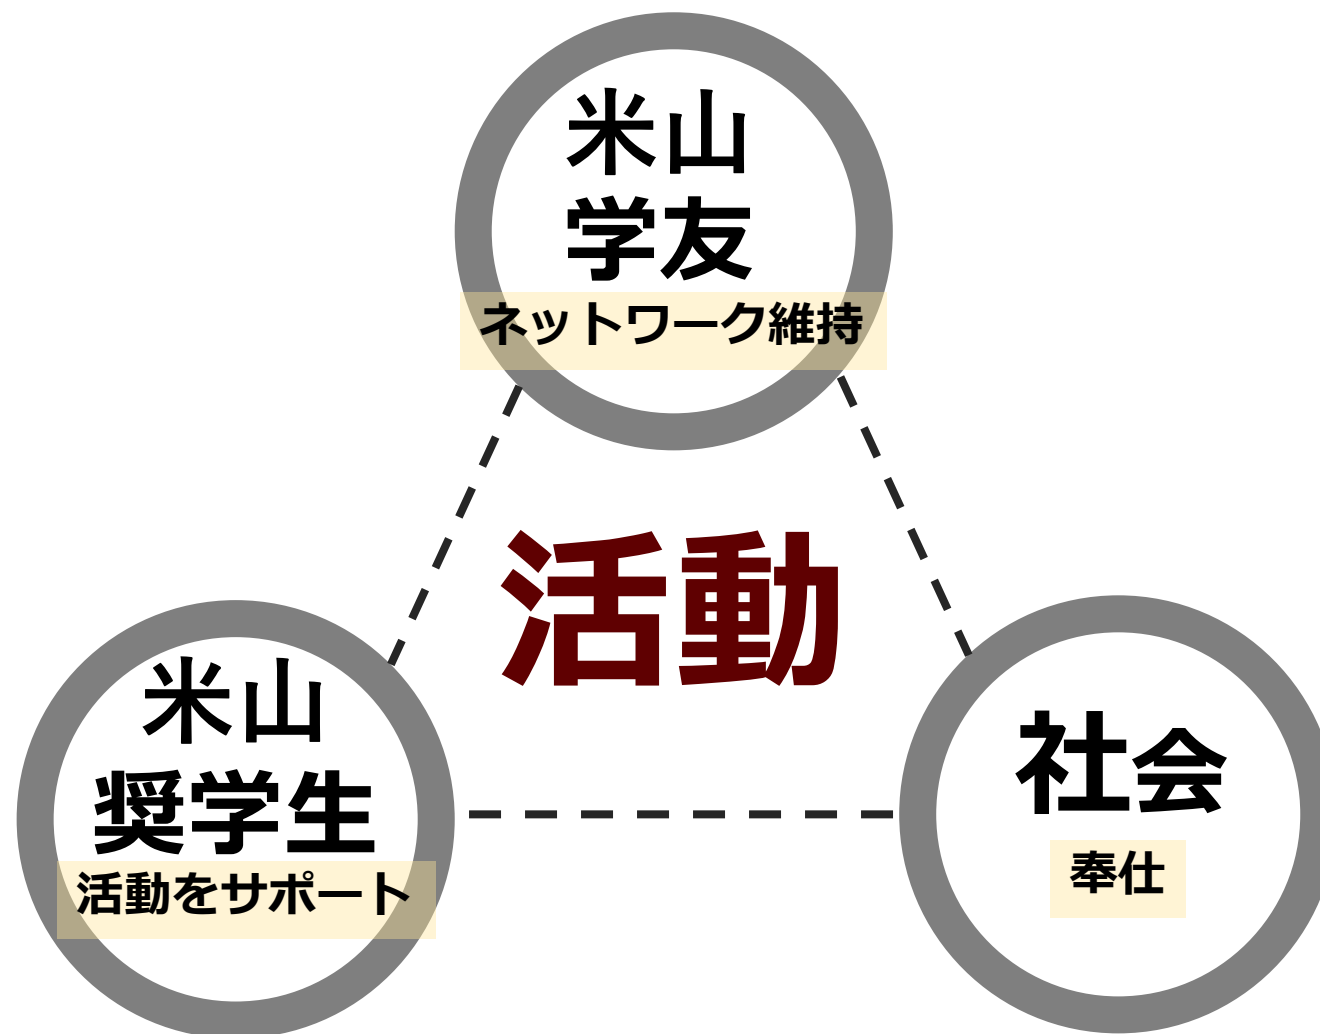 米山
学友
ネットワーク維持
活動
米山
奨学生
活動をサポート
社会
奉仕